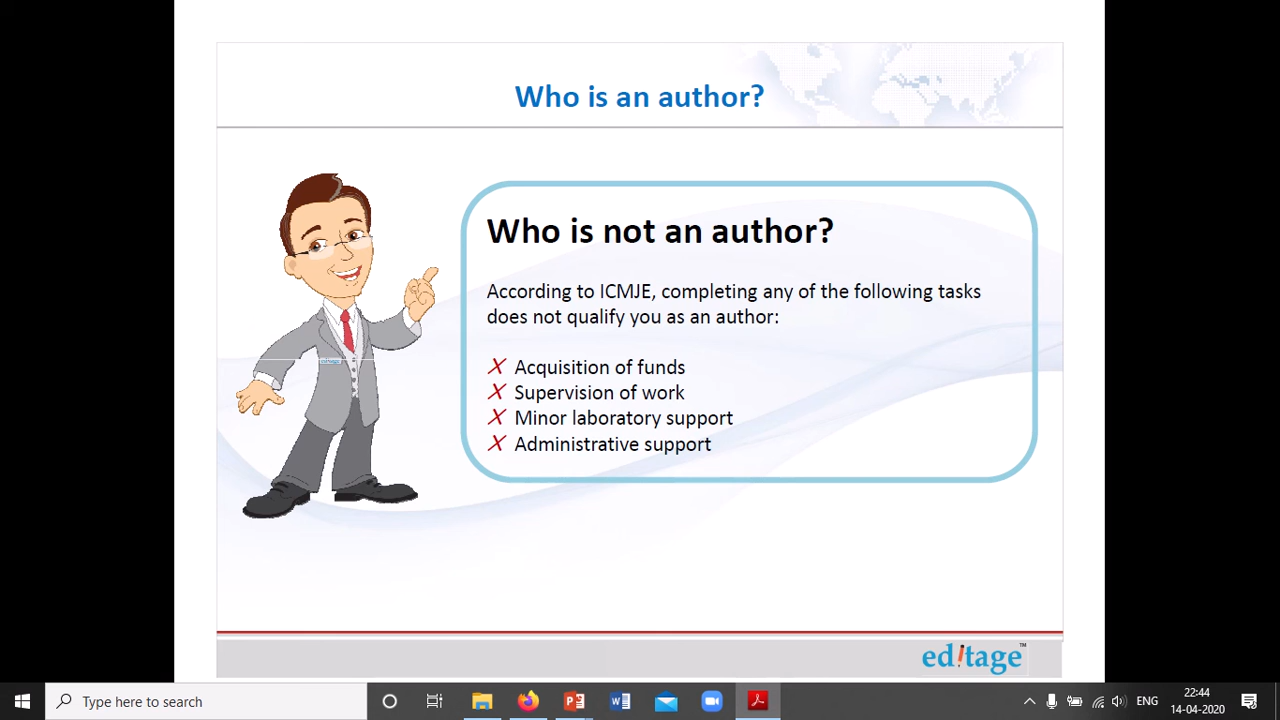 Who is an author?
Who is not an author?
According to ICMJE, completing any of the following tasks
does not qualify you as an author:
X Acquisition of funds
X Supervision of work
X Minor laboratory support
X Administrative support
editage
editage™
Type here to search
ENG
22:44
14-04-2020